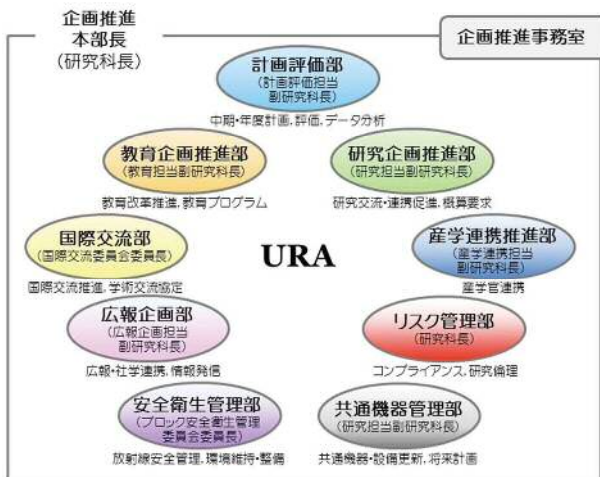 企画推進
本部長
(研究科長)
企画推進事務室
計画評価部
(計画評価担当
副研究科長)
中期・年度計画,評価,データ分析
教育企画推進部
(教育担当副研究科長)
教育改革推進,教育プログラム
研究企画推進部
(研究担当副研究科長)
研究交流・連携促進,概算要求
国際交流部
(国際交流委員会委員長)
国際交流推進,学術交流協定
URA
産学連携推進部
(産学連携担当
副研究科長)
産学官連携
広報企画部
(広報企画担当
副研究科長)
広報・社学連携,情報発信
リスク管理部
(研究科長)
コンプライアンス,研究倫理
安全衛生管理部
(ブロック安全衛生管理
委員会委員長)
放射線安全管理,環境維持・整備
共通機器管理部
(研究担当副研究科長)
共通機器・設備更新,将来計画